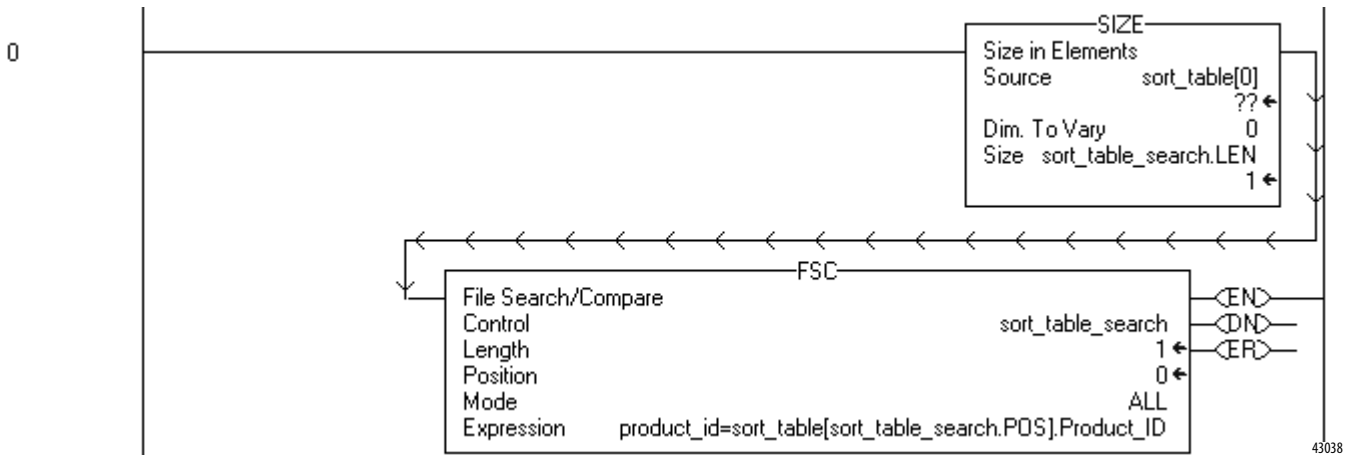 SIZE
0
Size in Elements
Source sort_table[0]
??
Dim. To Vary 0
Size sort_table_search.LEN
1
FSC
File Search/Compare EN
Control sort_table_search DN
Length 1 ER
Position 0
Mode ALL
Expression product_id=sort_table[sort_table_search.POS].Product_ID
43038